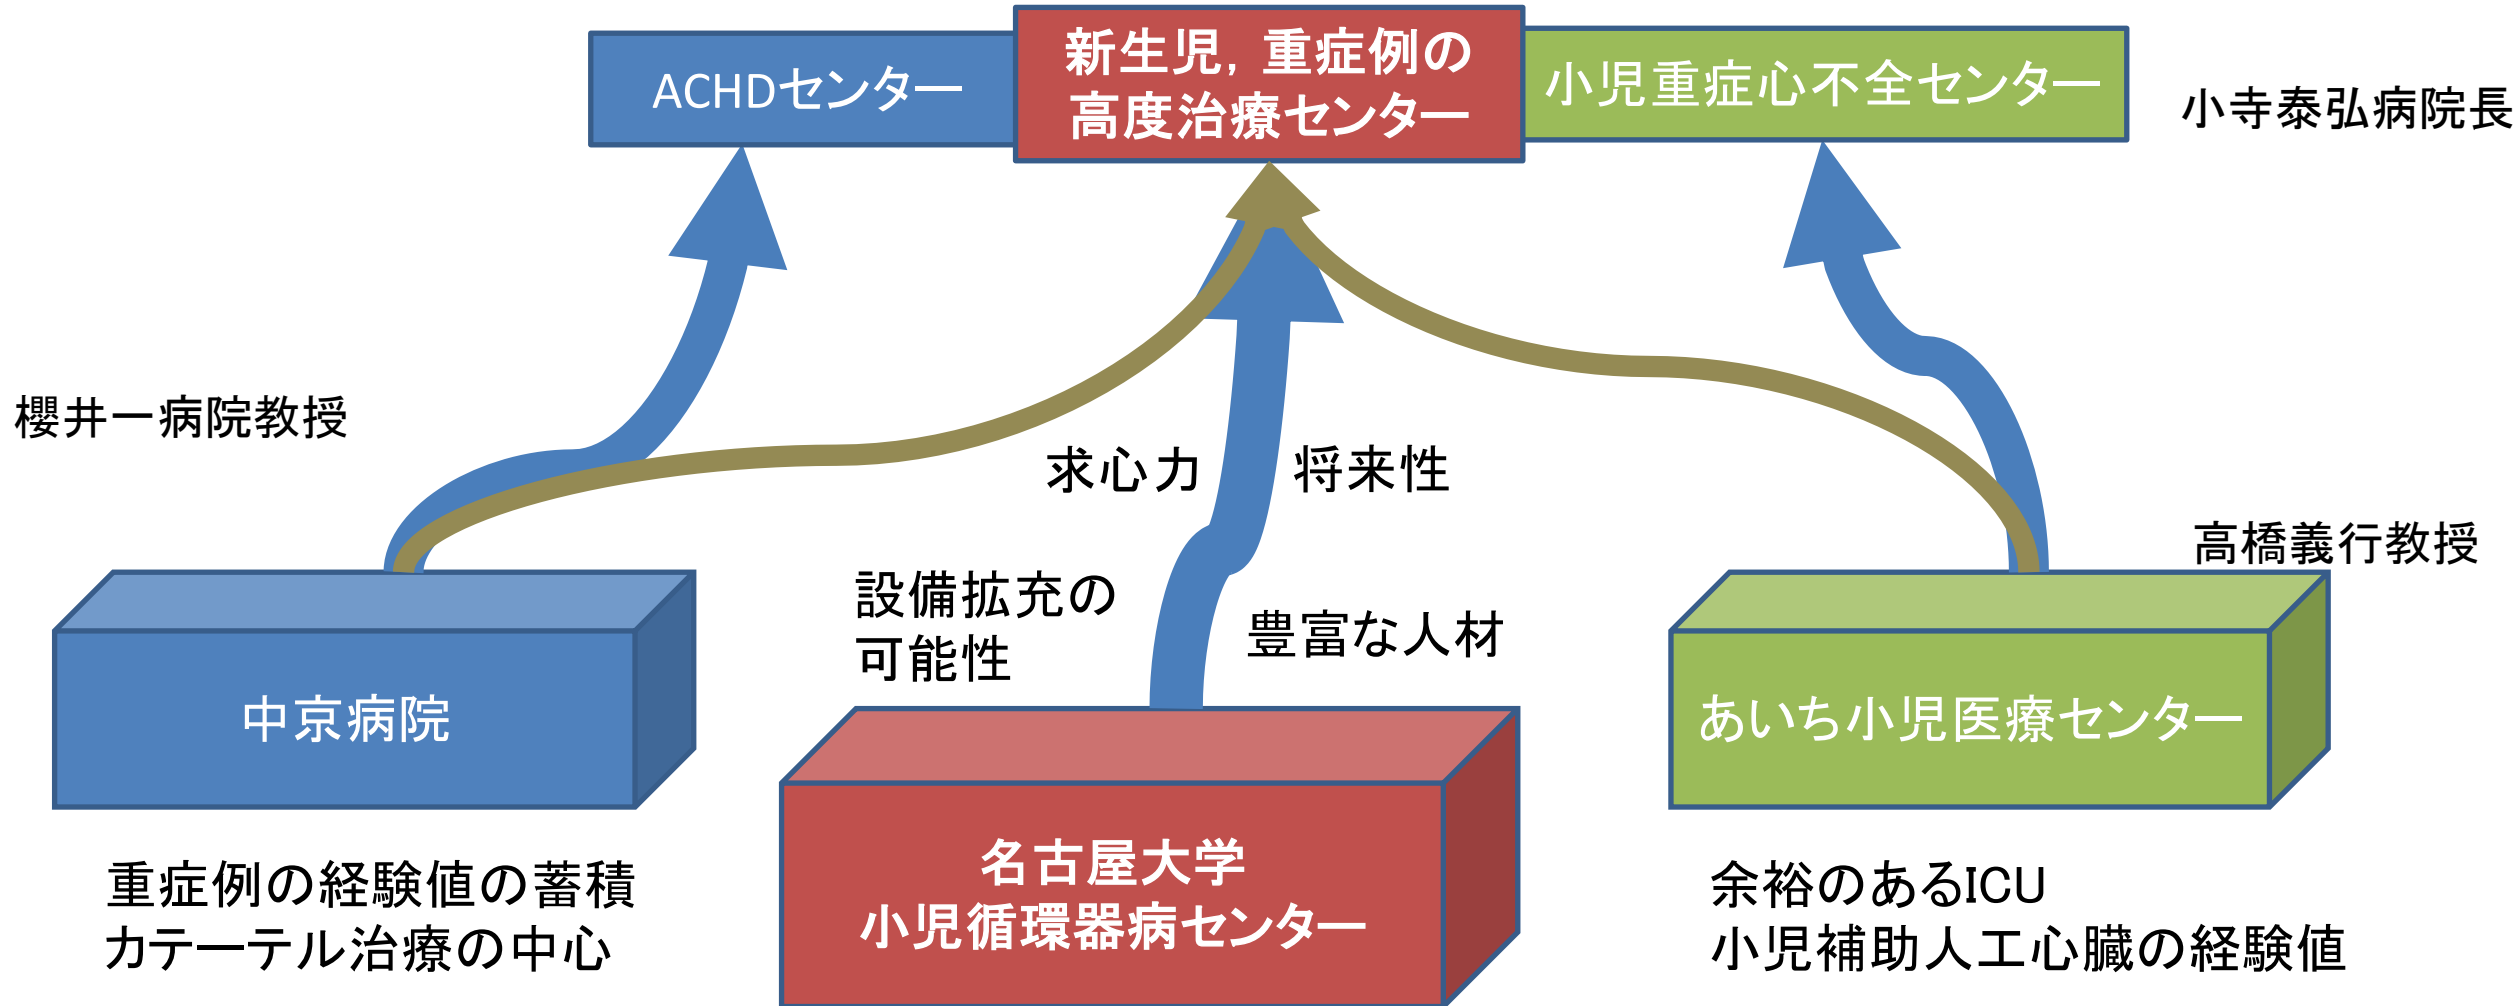 ACHDセンター
新生児, 重症例の
高度治療センター
小児重症心不全センター
小寺泰弘病院長
櫻井一病院教授
求心力
将来性
高橋義行教授
設備拡充の
可能性
豊富な人材
中京病院
あいち小児医療センター
名古屋大学
小児循環器センター
重症例の経験値の蓄積
カテーテル治療の中心
余裕のあるICU
小児補助人工心臓の経験値